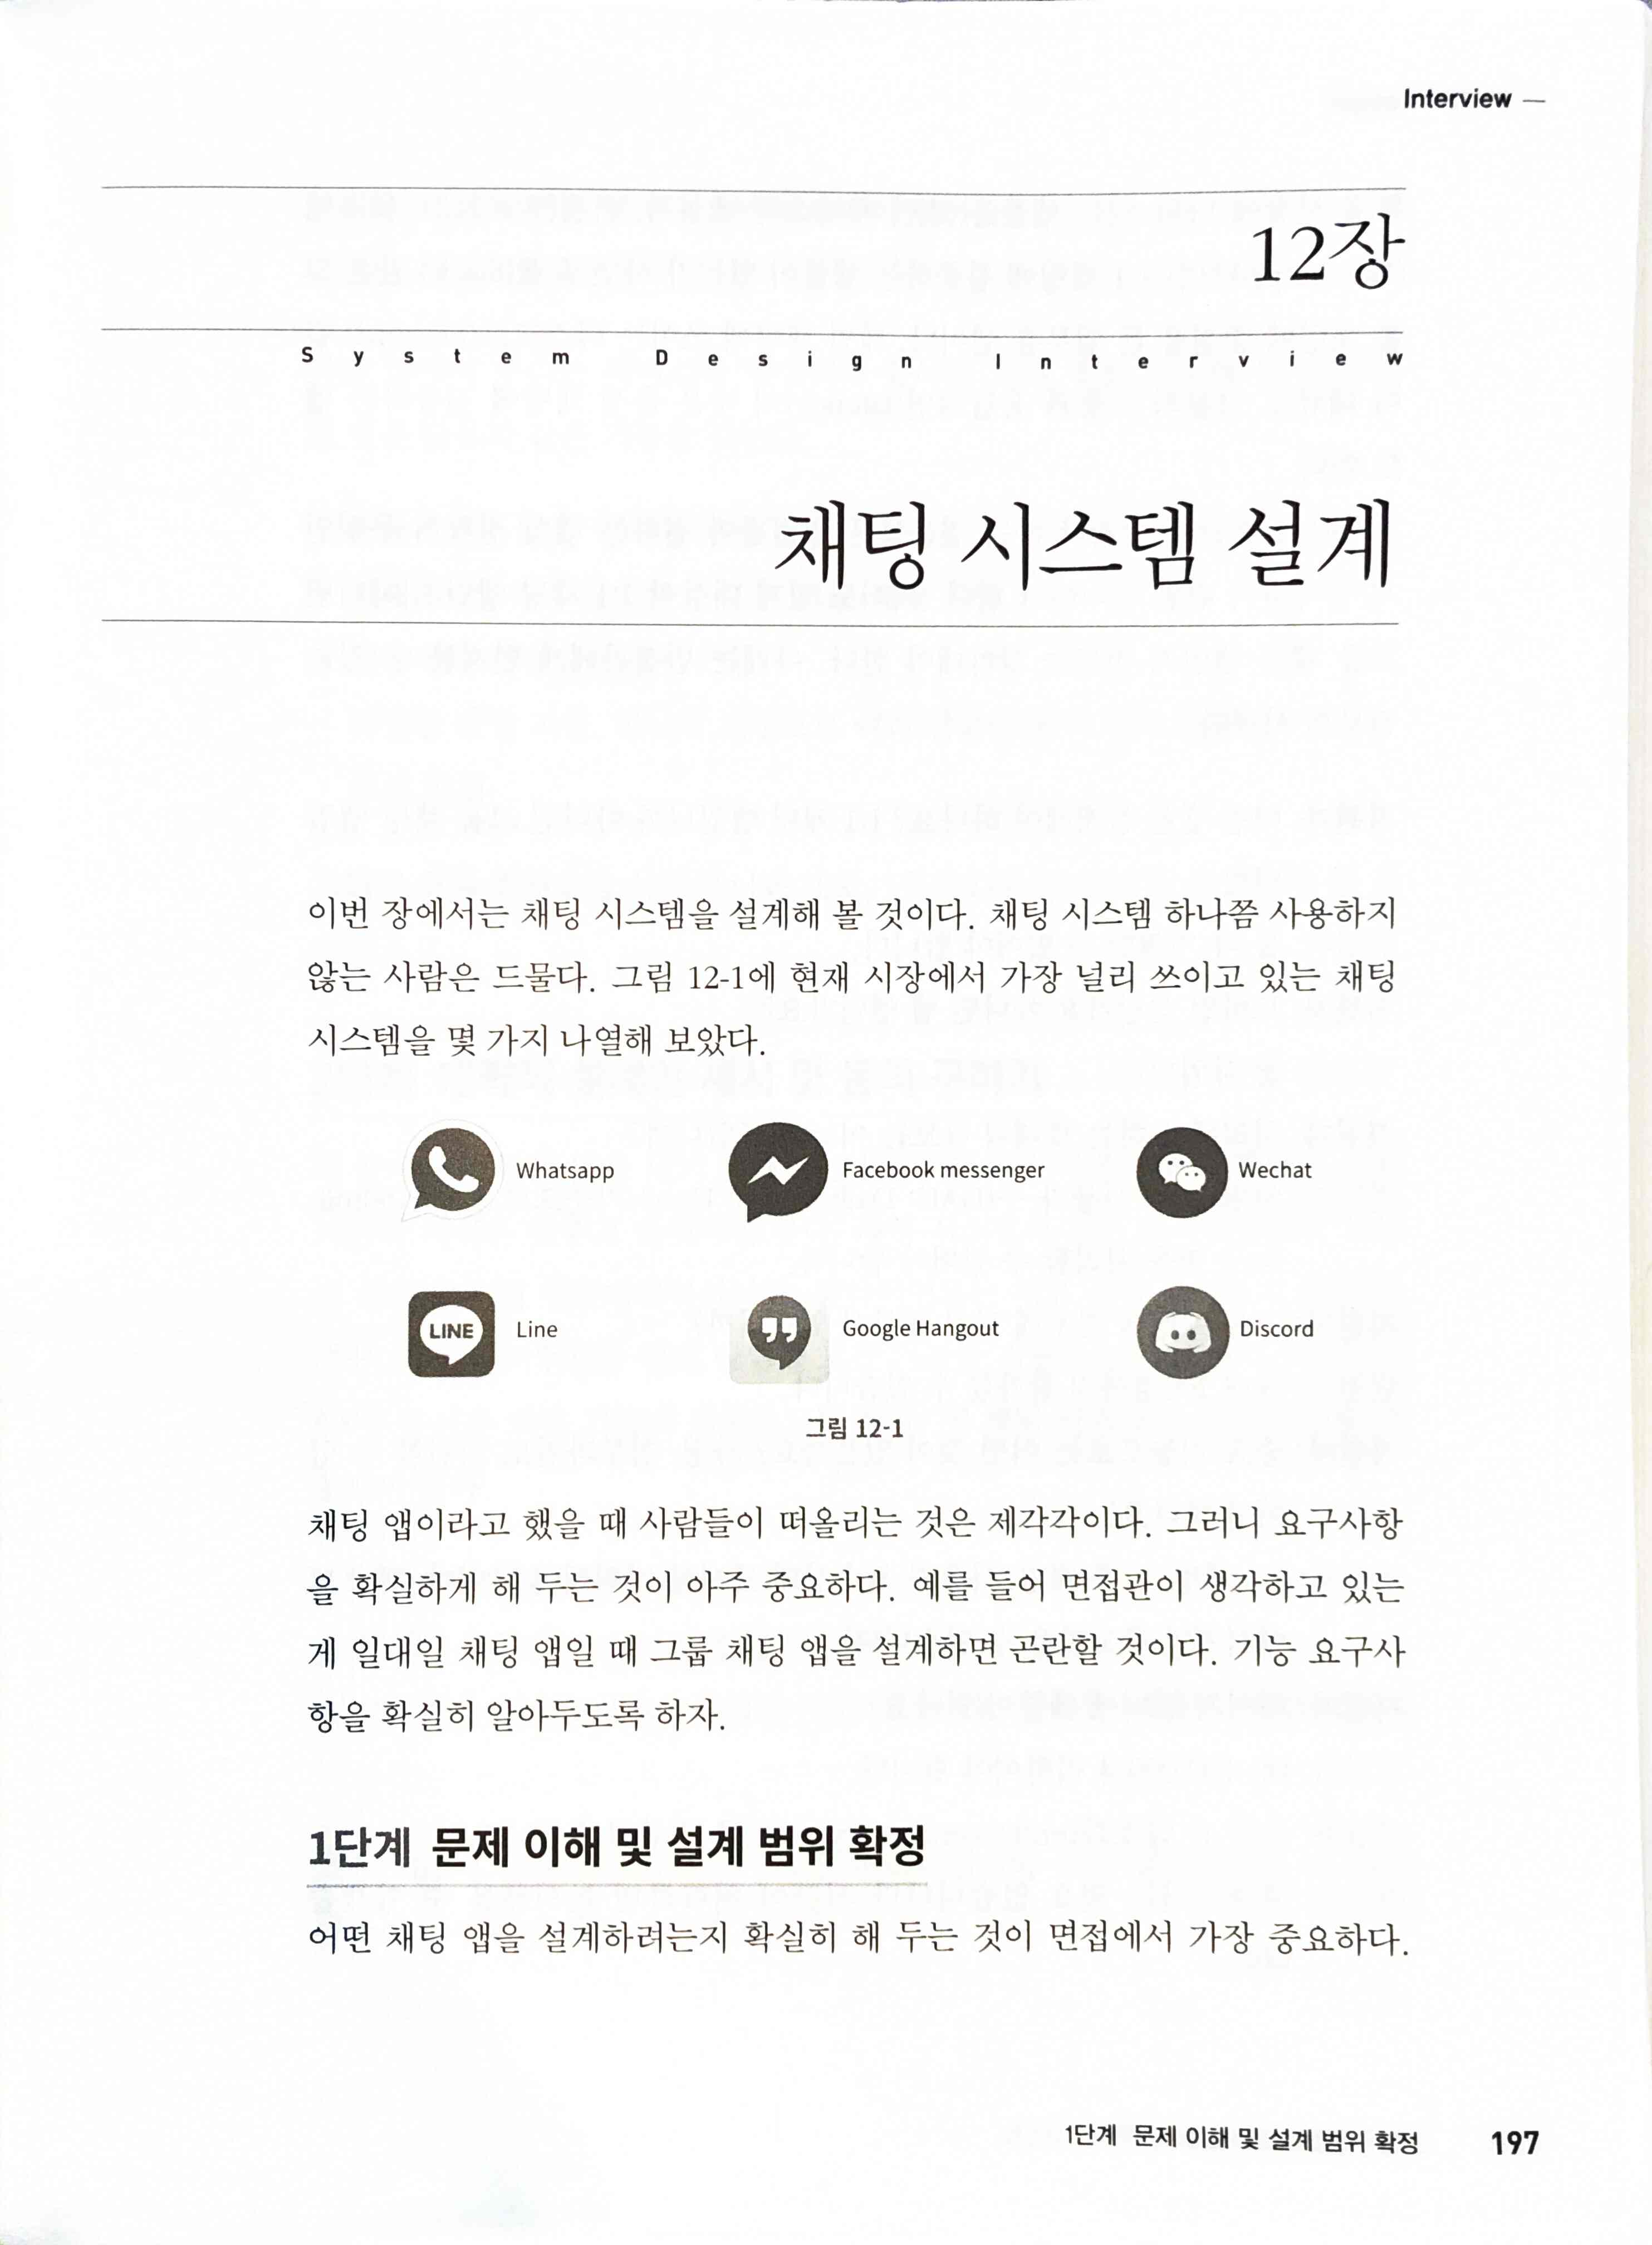 Interview
12장
System Design Interview
채팅 시스템 설계
이번 장에서는 채팅 시스템을 설계해 볼 것이다. 채팅 시스템 하나쯤 사용하지
않는 사람은 드물다. 그림 12-1에 현재 시장에서 가장 널리 쓰이고 있는 채팅
시스템을 몇 가지 나열해 보았다.
Whatsapp
Facebook messenger
Wechat
LINE
Line
Google Hangout
Discord
그림 12-1
채팅 앱이라고 했을 때 사람들이 떠올리는 것은 제각각이다. 그러니 요구사항
을 확실하게 해 두는 것이 아주 중요하다. 예를 들어 면접관이 생각하고 있는
게 일대일 채팅 앱일 때 그룹 채팅 앱을 설계하면 곤란할 것이다. 기능 요구사
항을 확실히 알아두도록 하자.
1단계 문제 이해 및 설계 범위 확정
어떤 채팅 앱을 설계하려는지 확실히 해 두는 것이 면접에서 가장 중요하다.
1단계 문제 이해 및 설계 범위 확정 197